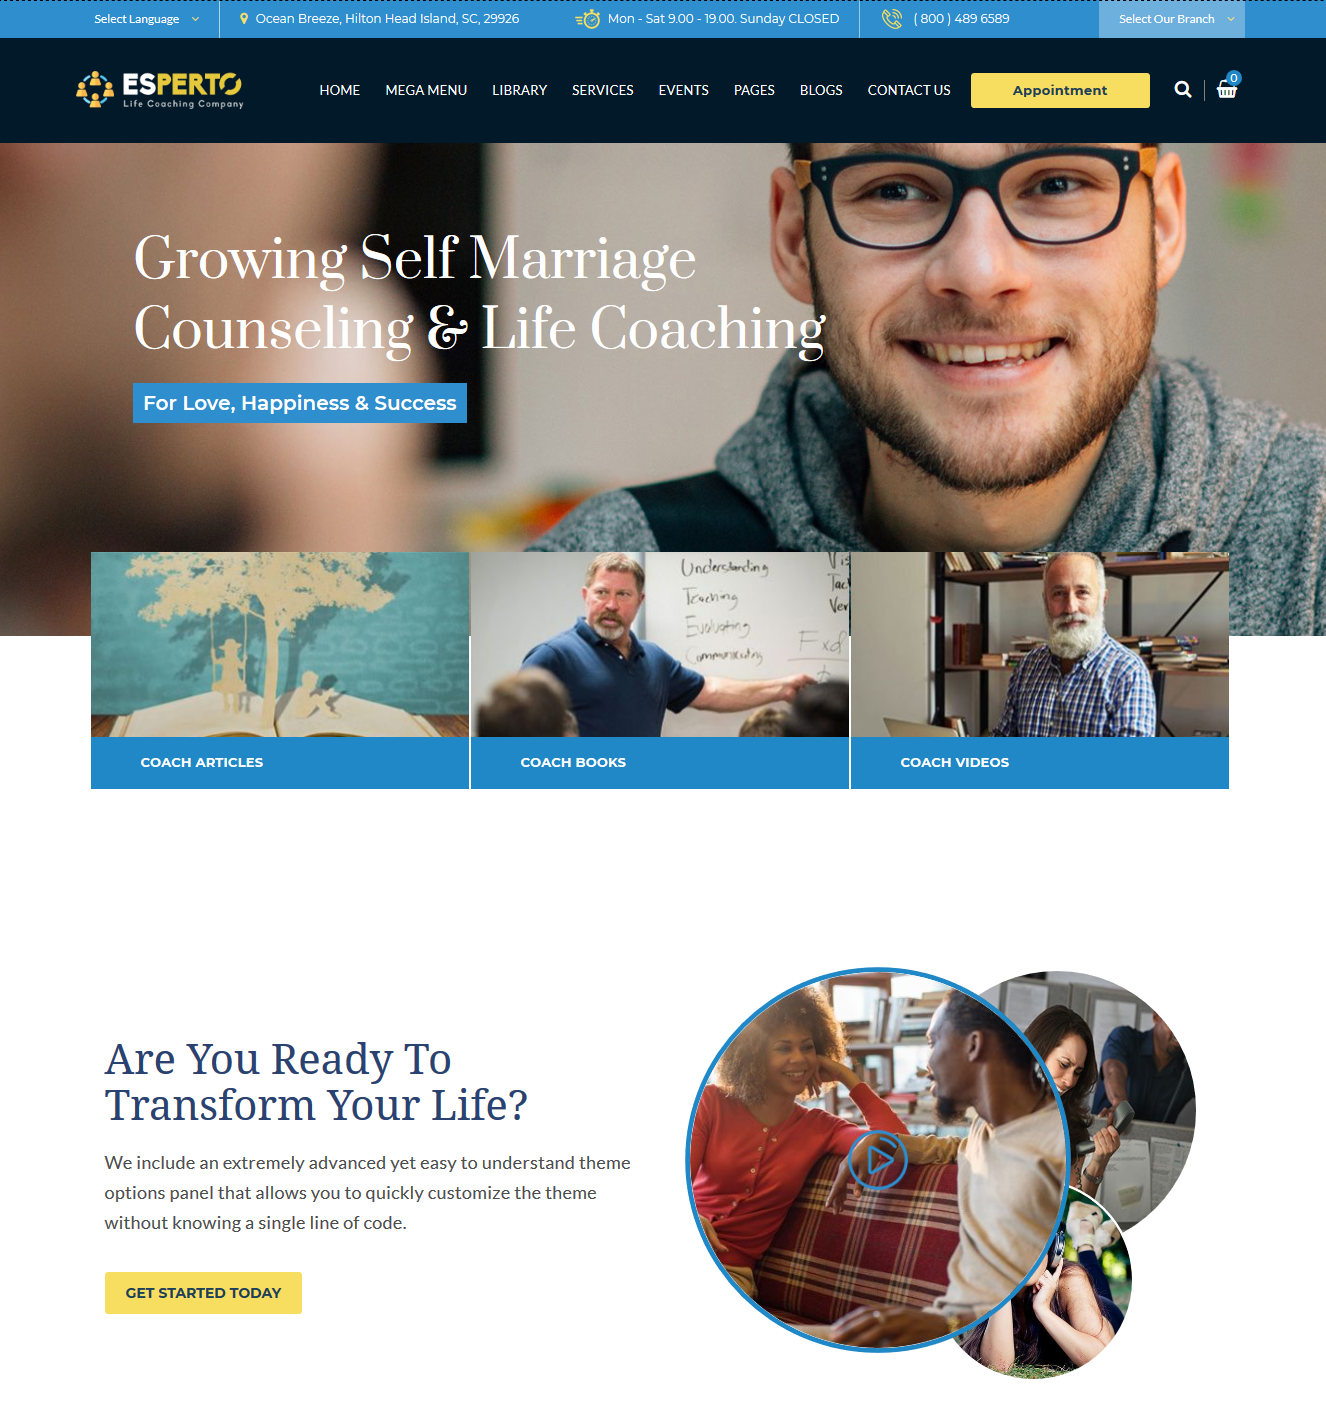 Select Language
Ocean Breeze, Hilton Head Island, SC, 29926
Mon - Sat 9.00 - 19.00. Sunday CLOSED
( 800 ) 489 6589
Select Our Branch
ESPERTO
Life Coaching Company
HOME
MEGA MENU
LIBRARY
SERVICES
EVENTS
PAGES
BLOGS
CONTACT US
Appointment
0
Growing Self Marriage
Counseling & Life Coaching
For Love, Happiness & Success
Understanding
Teaching
Evaluating
Communicating
Fxd
COACH ARTICLES
COACH BOOKS
COACH VIDEOS
Are You Ready To
Transform Your Life?
We include an extremely advanced yet easy to understand theme
options panel that allows you to quickly customize the theme
without knowing a single line of code.
GET STARTED TODAY